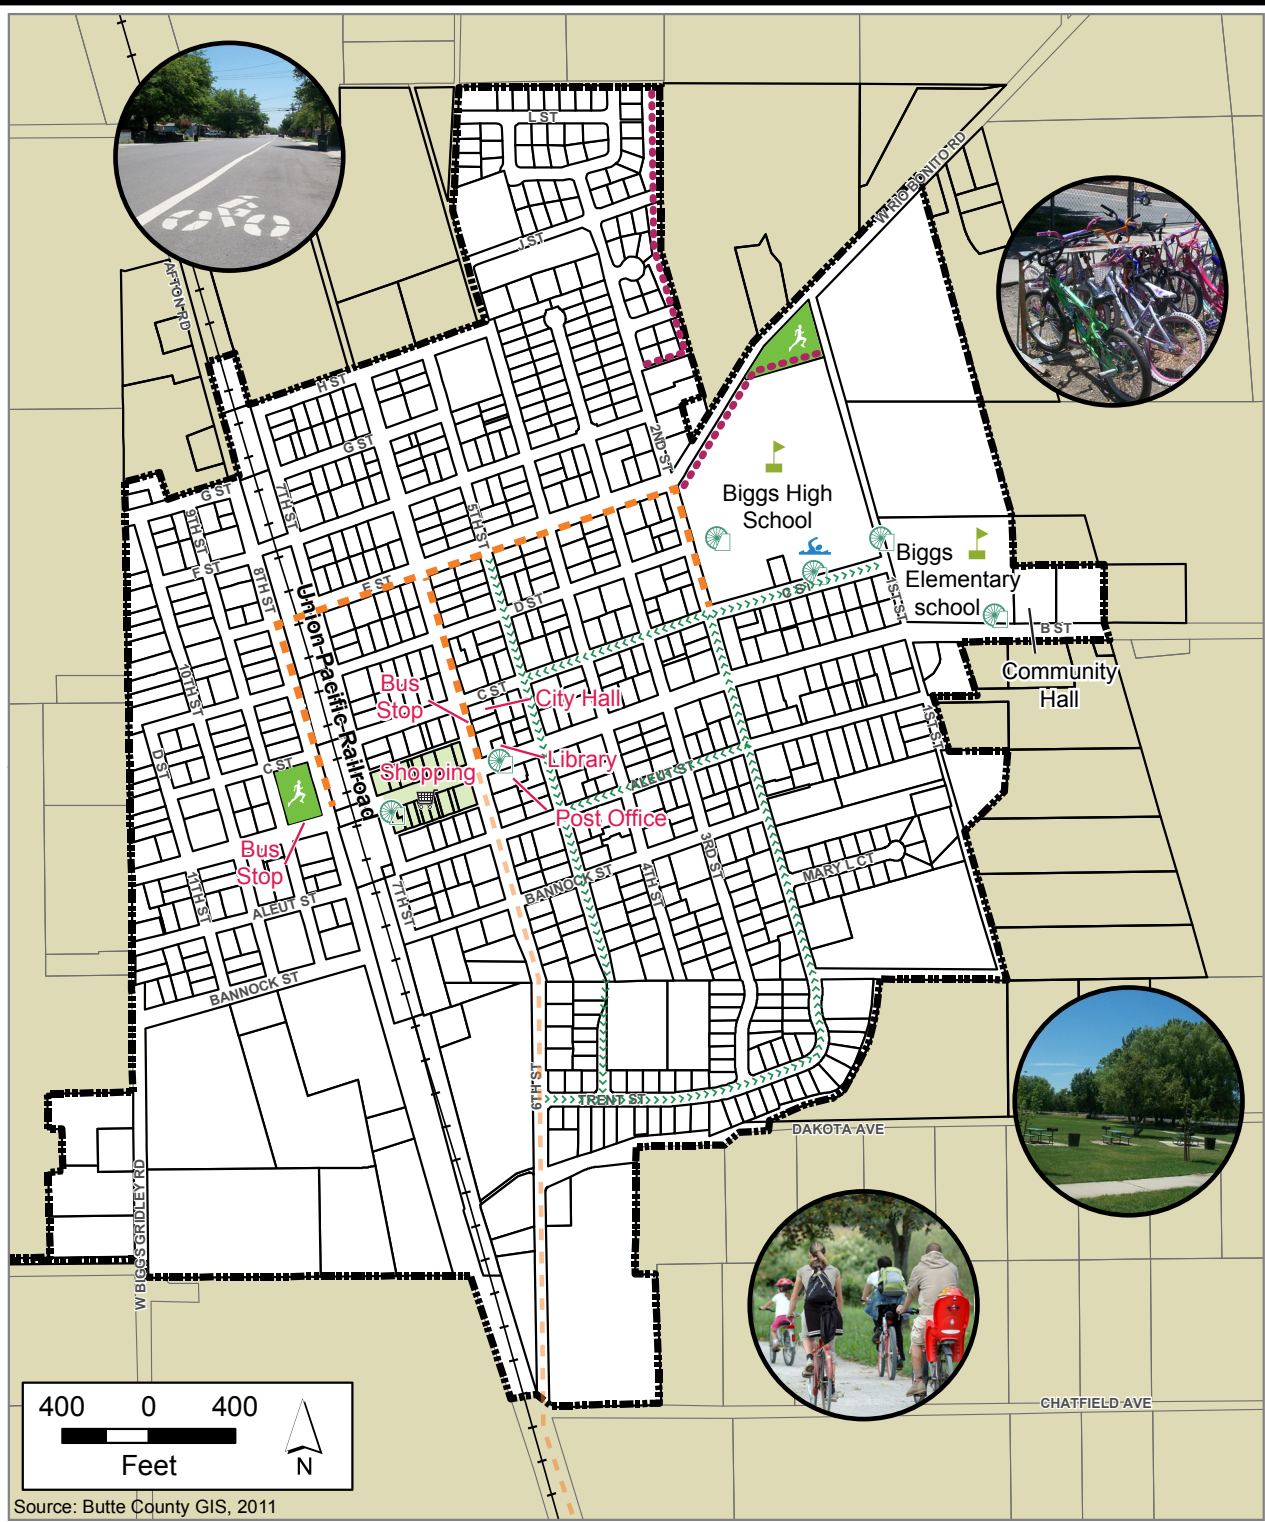 L ST
W RIO BONITO RD
J ST
AFTON RD
H ST
G ST
2ND ST
G ST
7TH ST
5TH ST
9TH ST
Biggs High
School
F ST
8TH ST
E ST
Biggs
Elementary
school
1ST ST
C ST
D ST
B ST
Union Pacific Railroad
Community
Hall
10TH ST
Bus
Stop
C ST
City Hall
1ST ST
D ST
C ST
Shopping
Library
ALEUT ST
Post Office
Bus
Stop
3RD ST
MARY L CT
BANNOCK ST
4TH ST
11TH ST
ALEUT ST
7TH ST
BANNOCK ST
6TH ST
TRENT ST
DAKOTA AVE
W BIGGS GRIDLEY RD
CHATFIELD AVE
400 0 400
Feet
N
Source: Butte County GIS, 2011